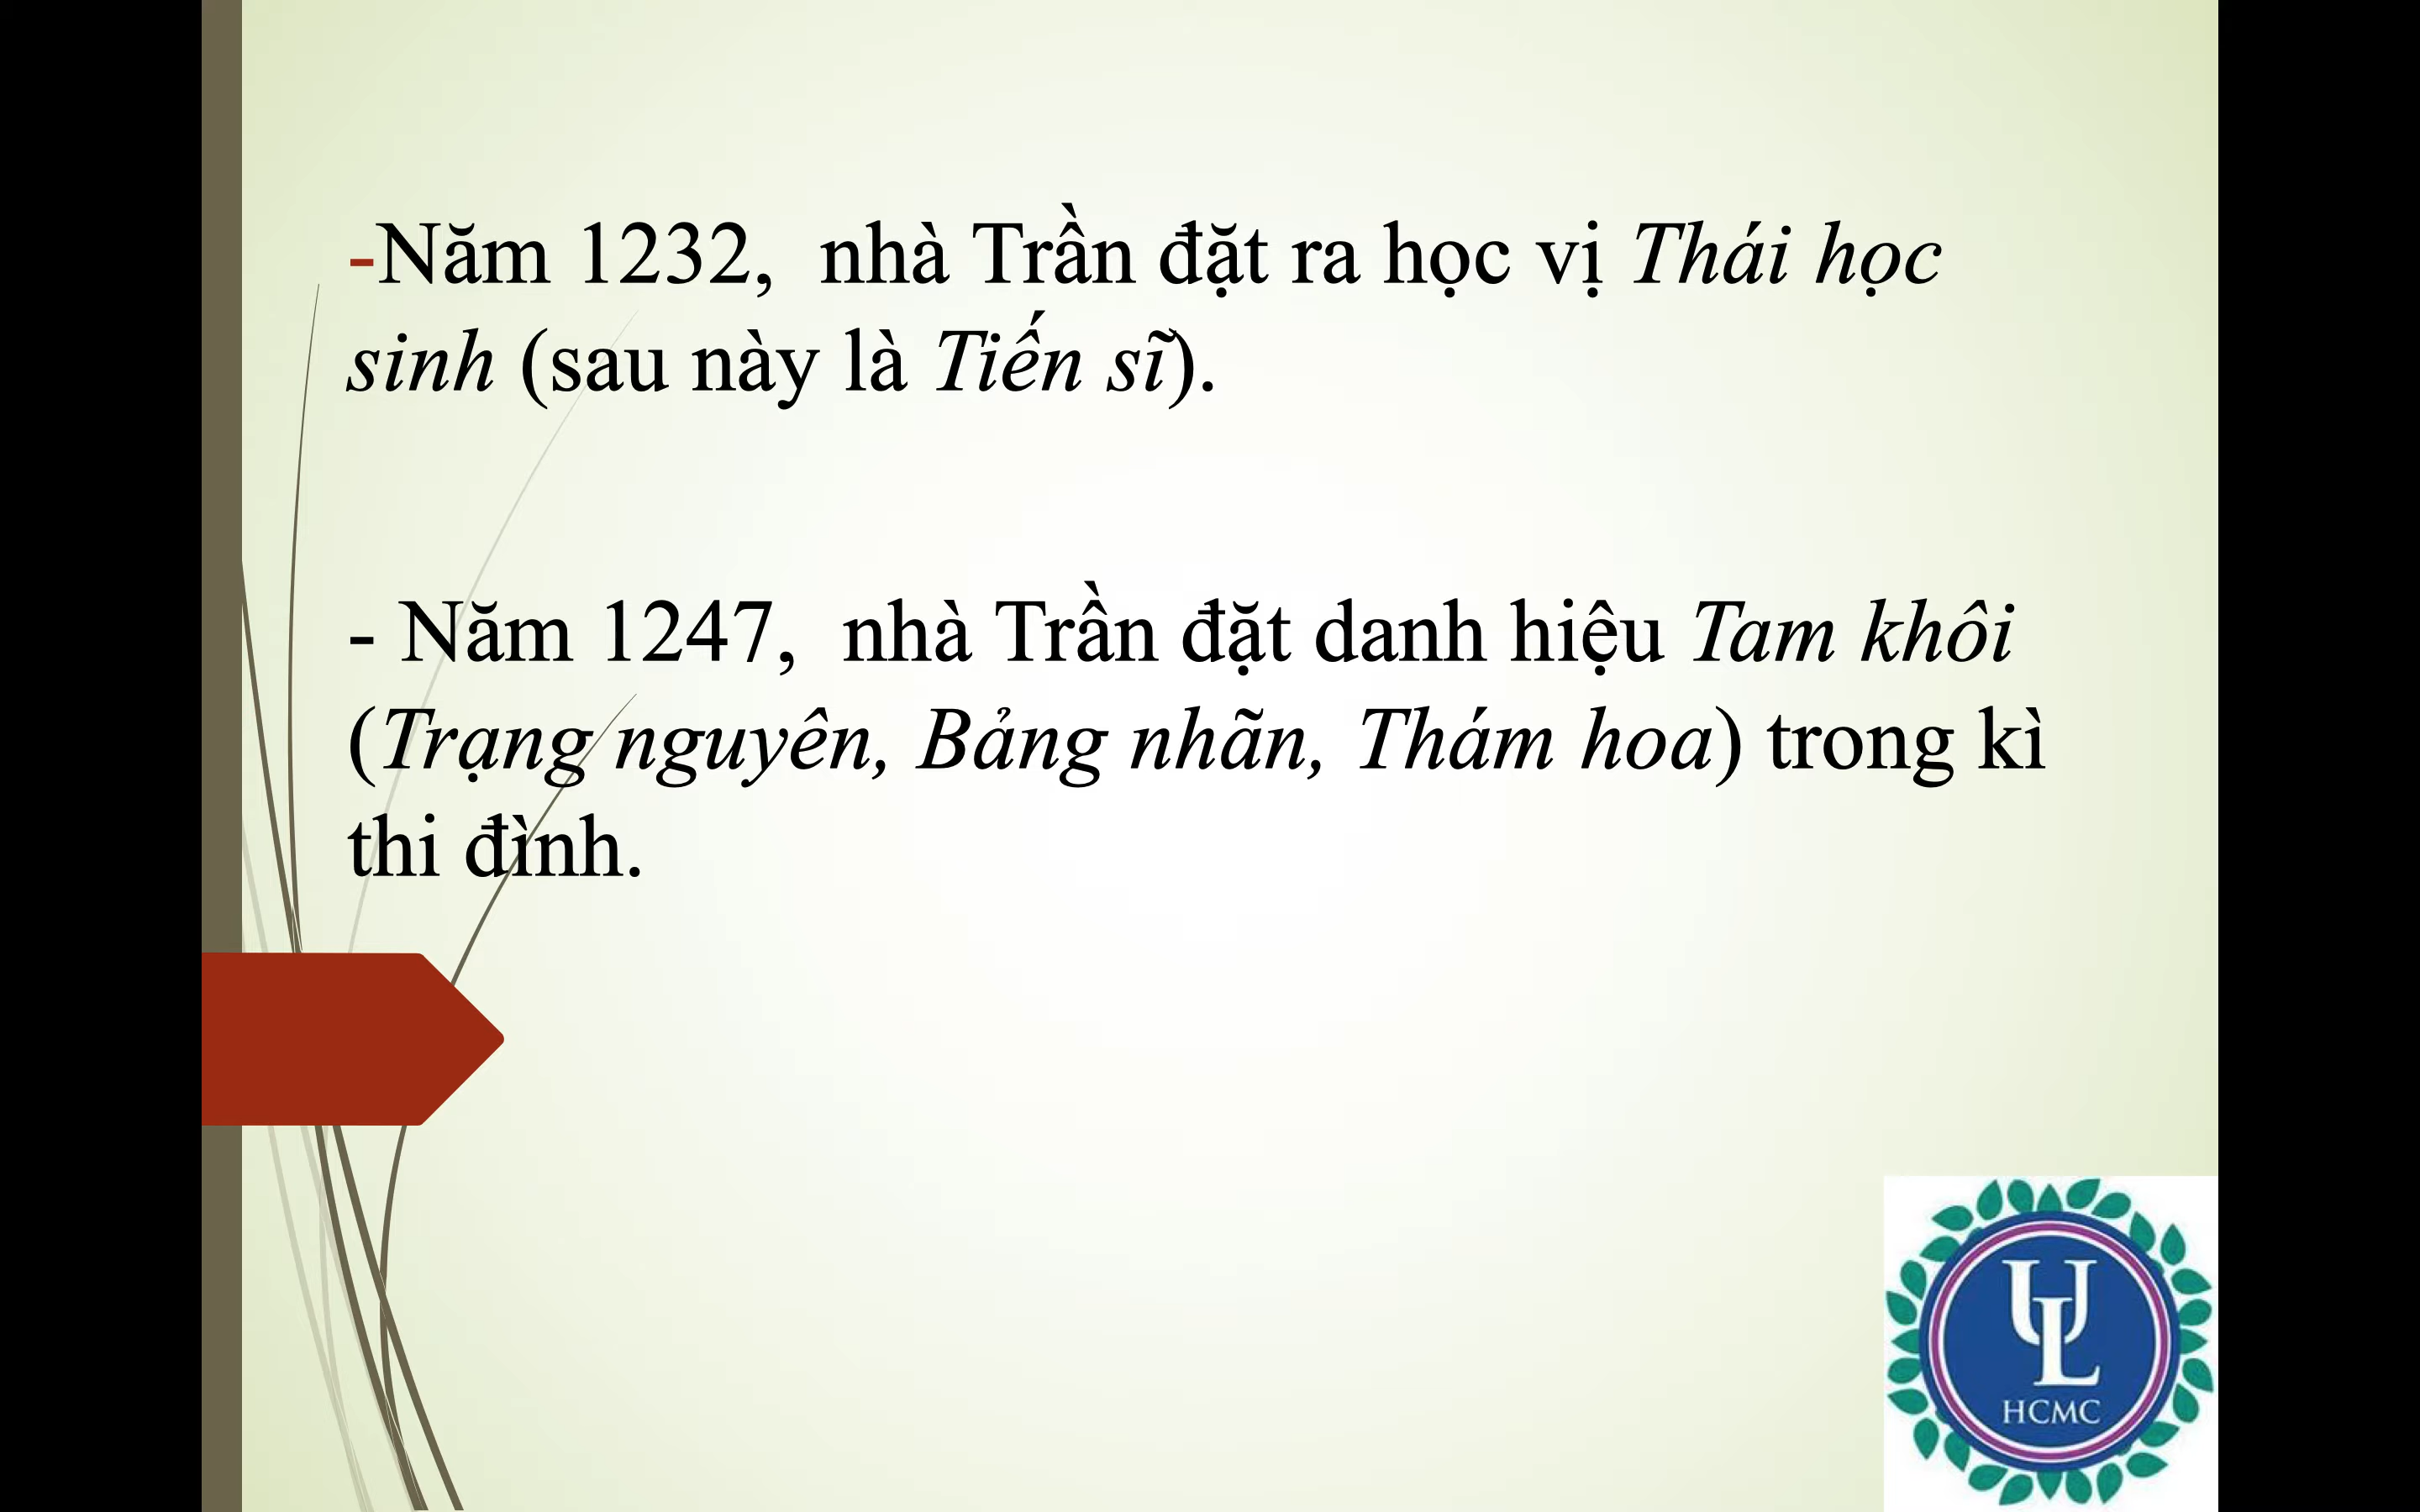 -Năm 1232,  nhà Trần đặt ra học vị Thái học
sinh (sau này là Tiến sĩ).
- Năm 1247,  nhà Trần đặt danh hiệu Tam khôi
(Trạng nguyên, Bảng nhãn, Thám hoa) trong kì
thi đình.
UL
HCMC